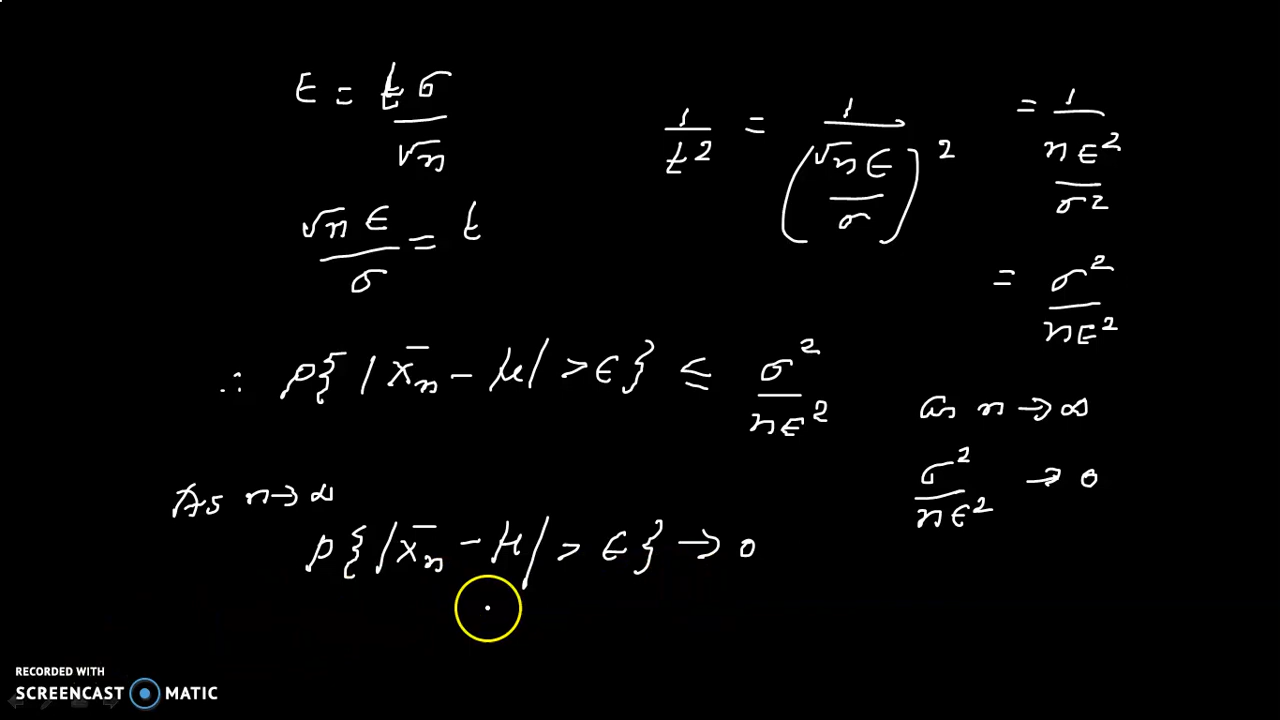 ϵ = tσ/√n
1/t² = 1/(√n ϵ/σ)² = 1/(nϵ²/σ²)
√n ϵ/σ = t
= σ²/nϵ²
∴ P{|X̄ₙ - μ| > ϵ} ≤ σ²/nϵ²
as n → ∞
σ²/nϵ² → 0
As n → ∞
P{|X̄ₙ - μ| > ϵ} → 0
RECORDED WITH
SCREENCAST MATIC